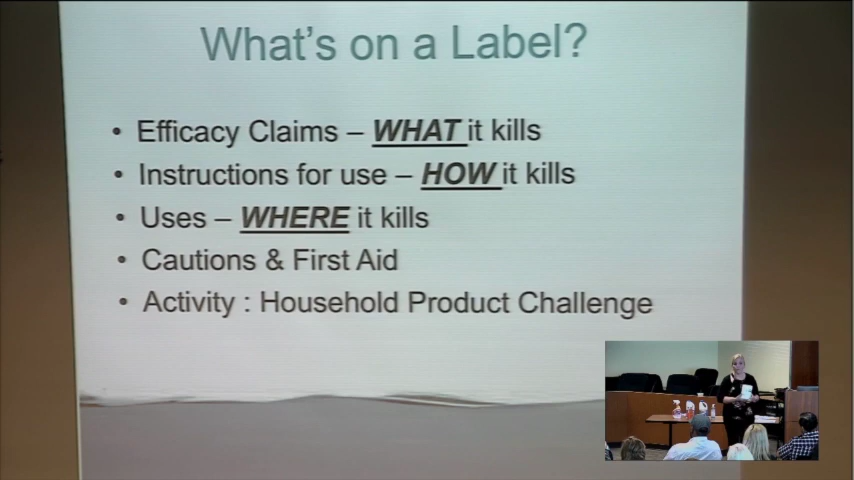 What's on a Label?
• Efficacy Claims – WHAT it kills
• Instructions for use – HOW it kills
• Uses – WHERE it kills
• Cautions & First Aid
• Activity : Household Product Challenge